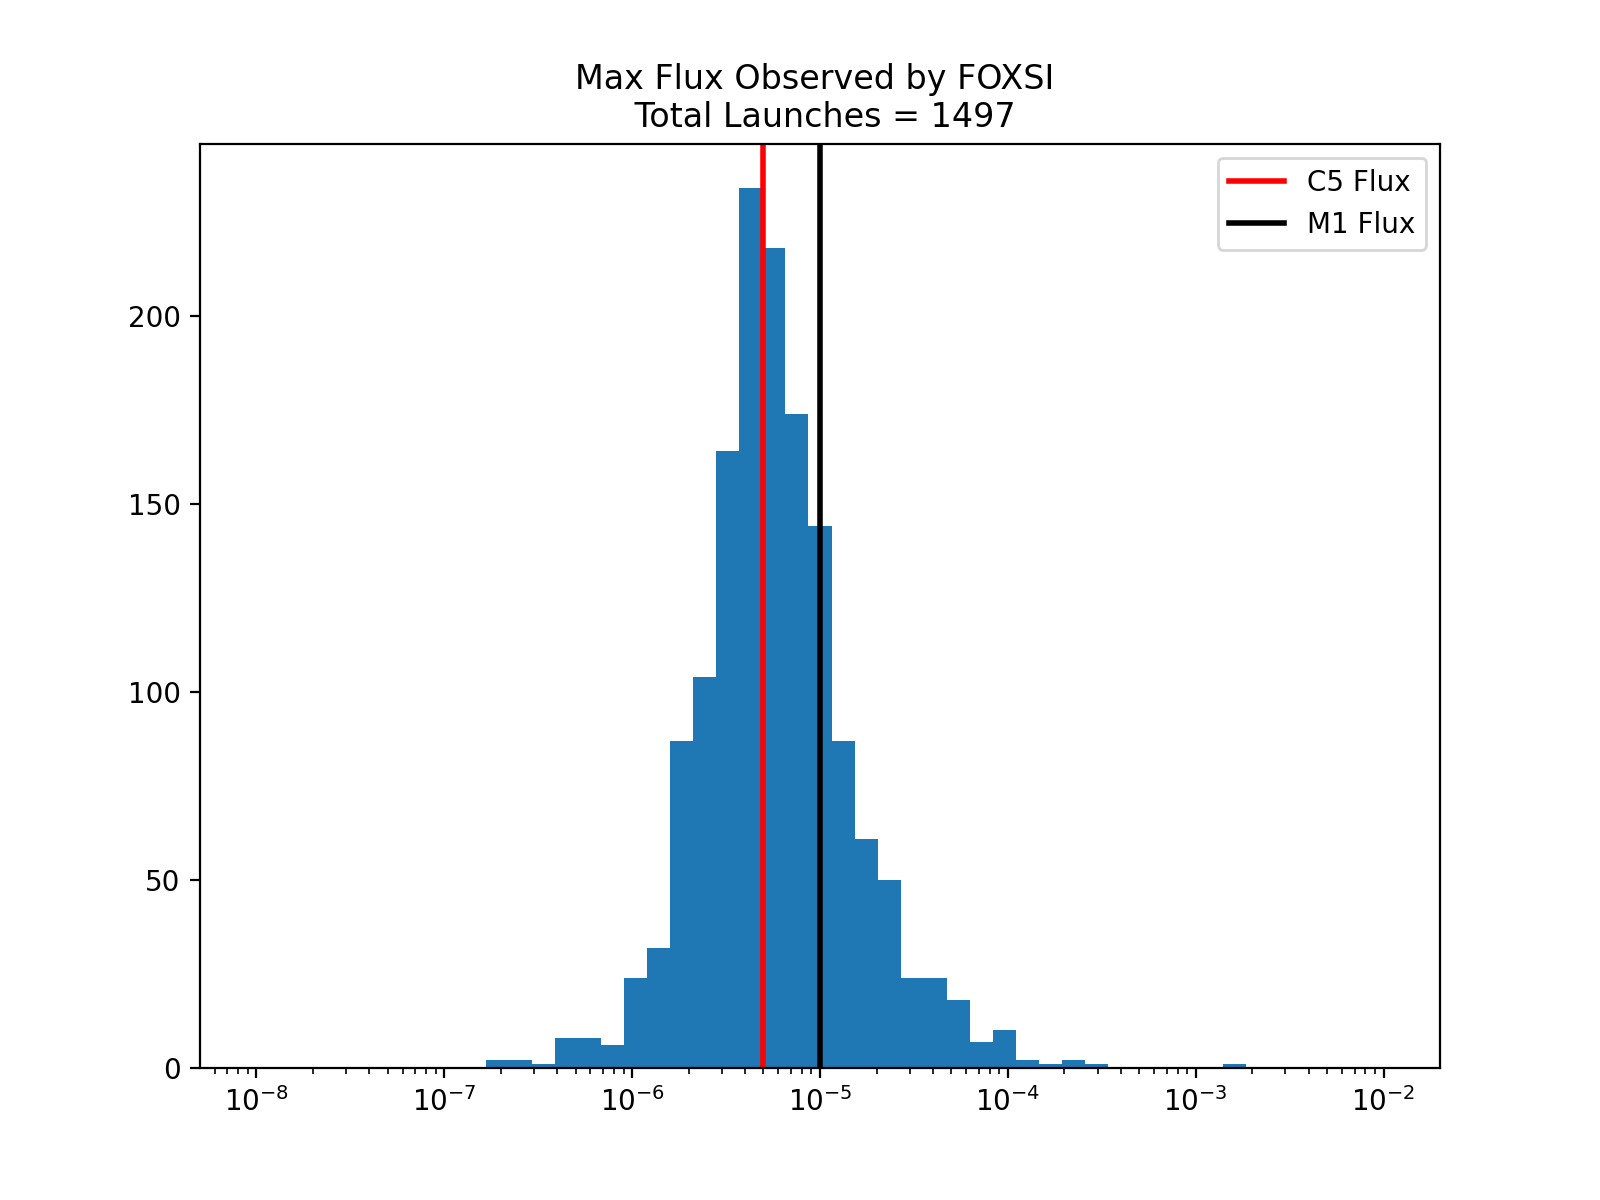 Max Flux Observed by FOXSI
Total Launches = 1497
C5 Flux
M1 Flux
200
150
100
50
0
10⁻⁸ 10⁻⁷ 10⁻⁶ 10⁻⁵ 10⁻⁴ 10⁻³ 10⁻²